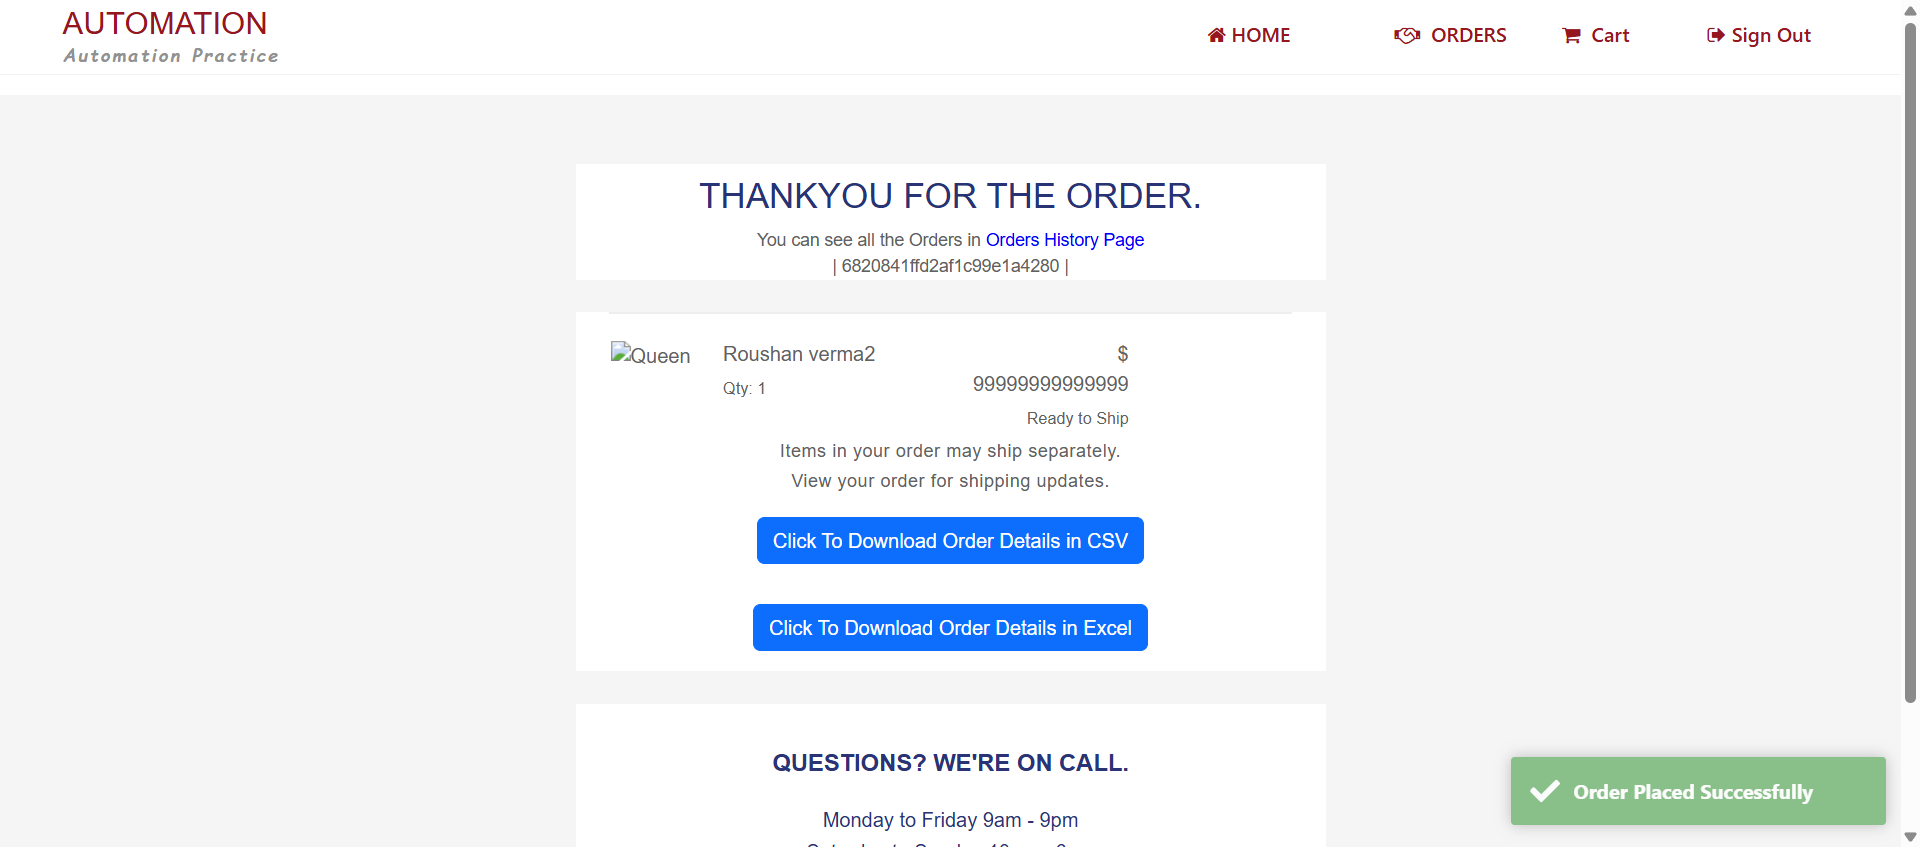 AUTOMATION
Automation Practice
HOME
ORDERS
Cart
Sign Out
THANKYOU FOR THE ORDER.
You can see all the Orders in Orders History Page
| 6820841ffd2af1c99e1a4280 |
Queen
Roushan verma2
$
99999999999999
Qty: 1
Ready to Ship
Items in your order may ship separately.
View your order for shipping updates.
Click To Download Order Details in CSV
Click To Download Order Details in Excel
QUESTIONS? WE'RE ON CALL.
Monday to Friday 9am - 9pm
Order Placed Successfully